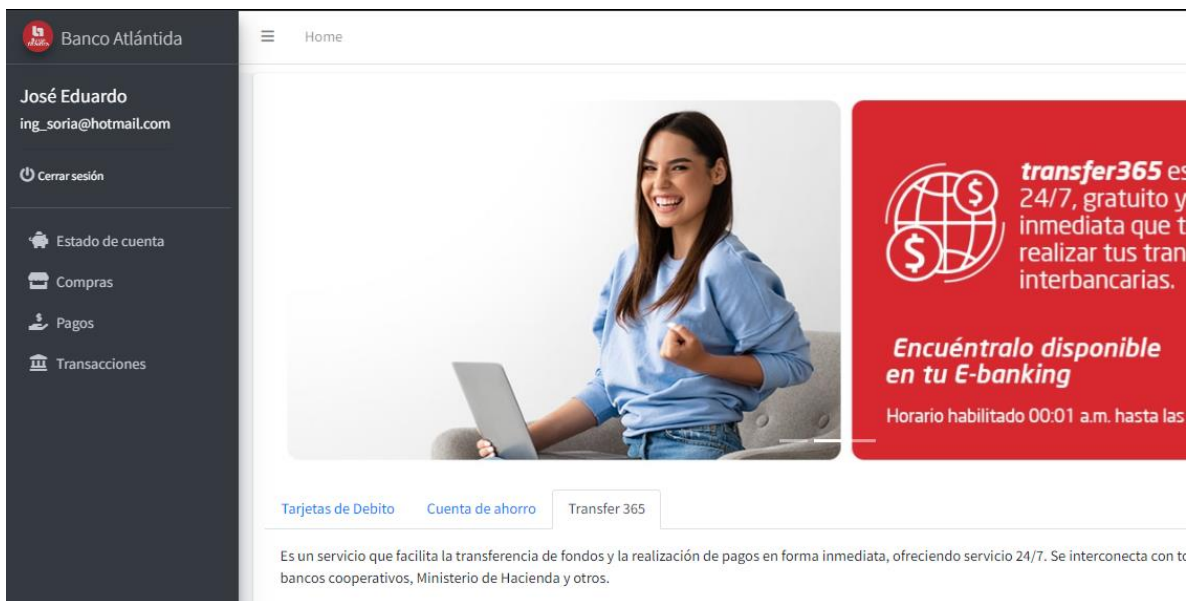 Banco Atlántida
Home
José Eduardo
ing_soria@hotmail.com
Cerrar sesión
Estado de cuenta
Compras
Pagos
Transacciones
transfer365 es
24/7, gratuito y
inmediata que t
realizar tus tran
interbancarias.
Encuéntralo disponible
en tu E-banking
Horario habilitado 00:01 a.m. hasta las
Tarjetas de Debito
Cuenta de ahorro
Transfer 365
Es un servicio que facilita la transferencia de fondos y la realización de pagos en forma inmediata, ofreciendo servicio 24/7. Se interconecta con to
bancos cooperativos, Ministerio de Hacienda y otros.